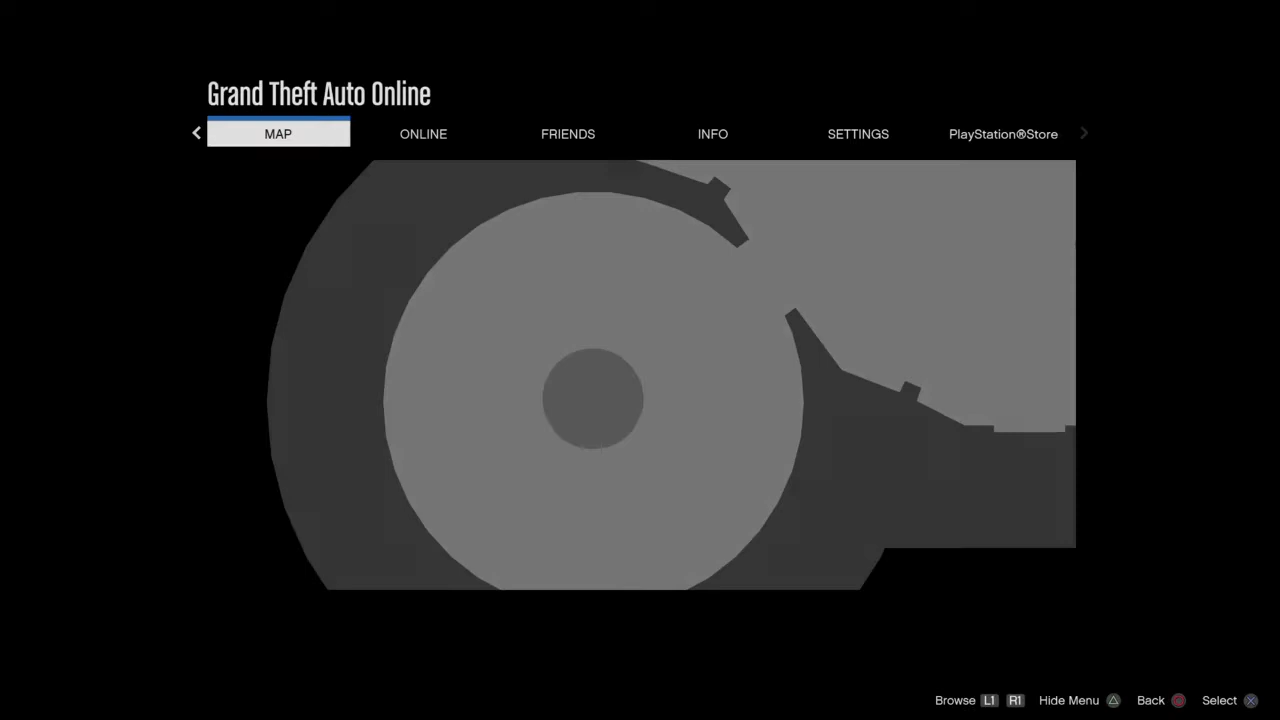 Grand Theft Auto Online
MAP ONLINE FRIENDS INFO SETTINGS PlayStation®Store
Browse L1 R1 Hide Menu Back Select